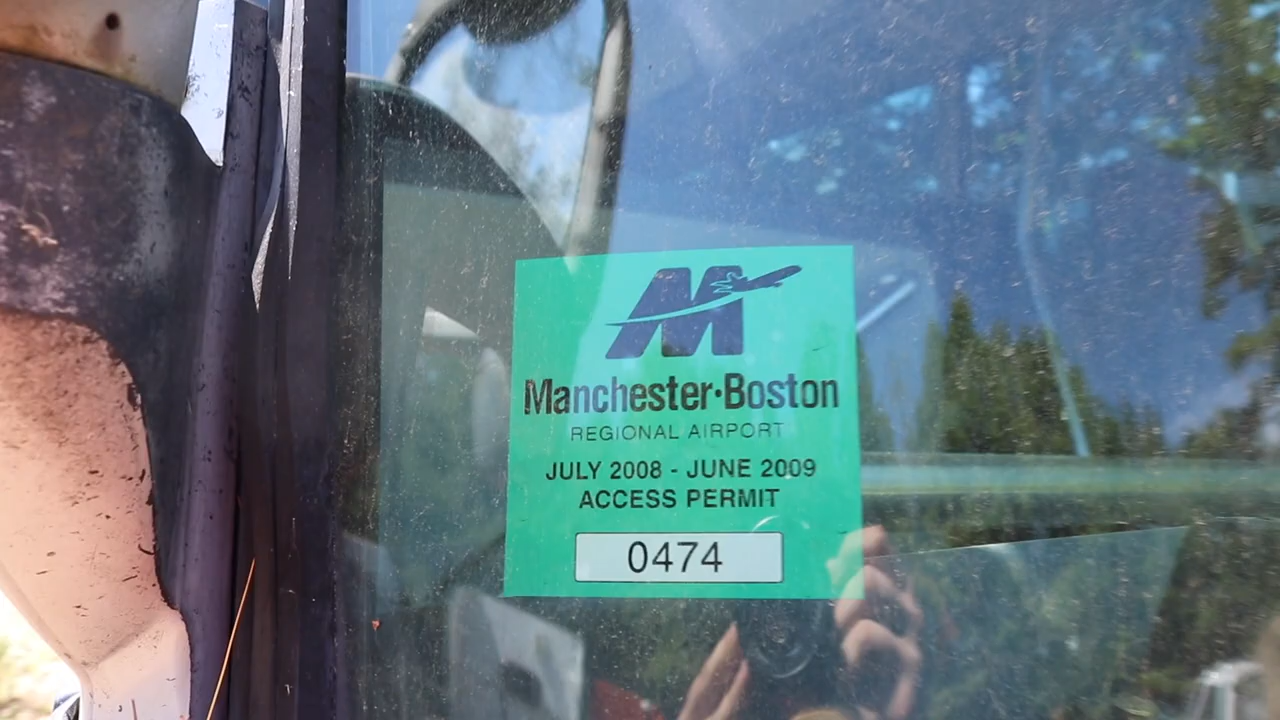 M
Manchester·Boston
REGIONAL AIRPORT
JULY 2008 - JUNE 2009
ACCESS PERMIT
0474